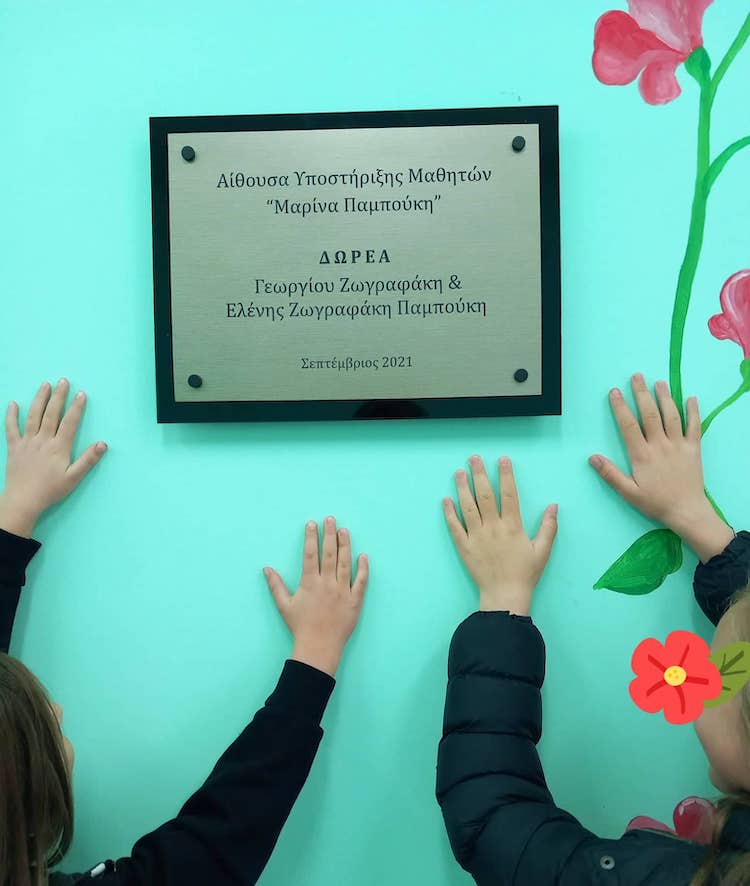 Αίθουσα Υποστήριξης Μαθητών
“Μαρίνα Παμπούκη”
ΔΩΡΕΑ
Γεωργίου Ζωγραφάκη &
Ελένης Ζωγραφάκη Παμπούκη
Σεπτέμβριος 2021